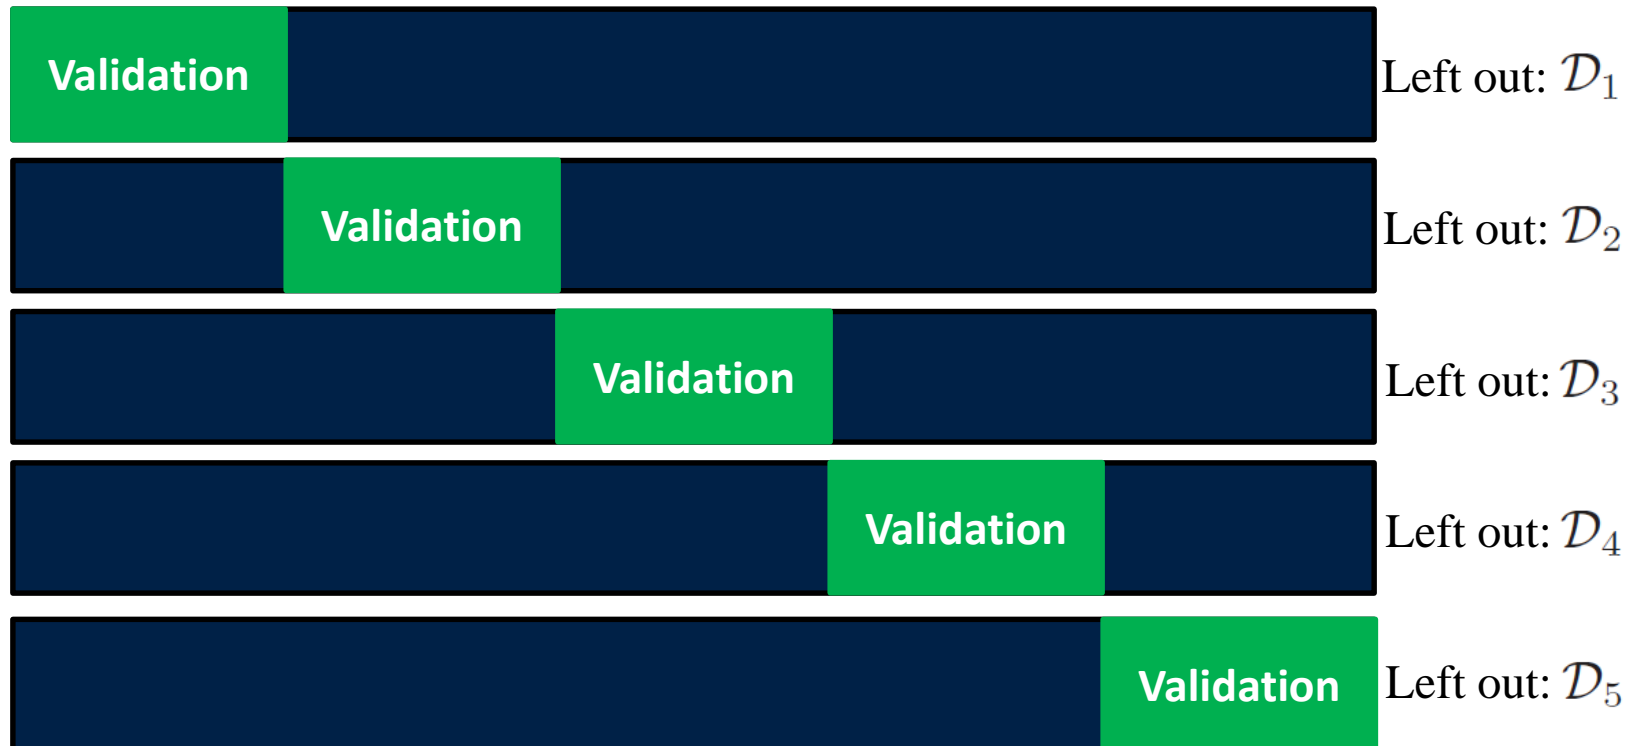 Validation Left out: 𝒟₁
Validation Left out: 𝒟₂
Validation Left out: 𝒟₃
Validation Left out: 𝒟₄
Validation Left out: 𝒟₅